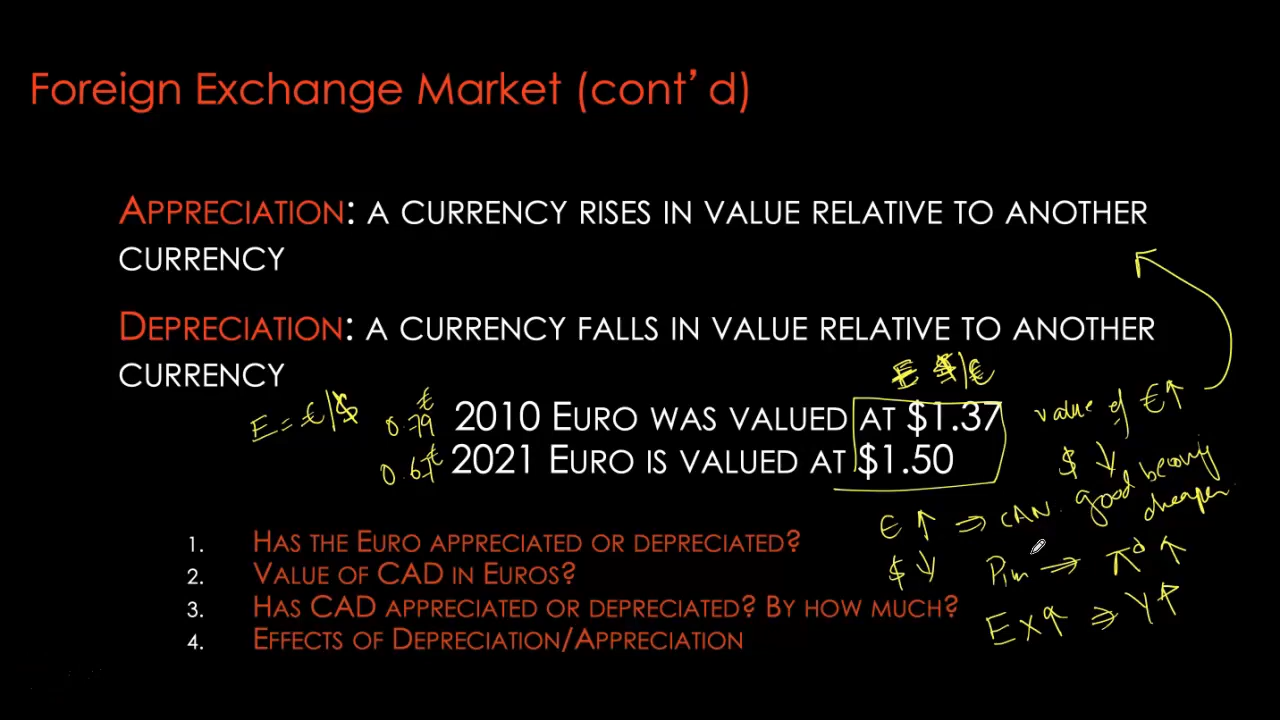 Foreign Exchange Market (cont'd)
APPRECIATION: A CURRENCY RISES IN VALUE RELATIVE TO ANOTHER
CURRENCY
DEPRECIATION: A CURRENCY FALLS IN VALUE RELATIVE TO ANOTHER
CURRENCY
E $/€
E = €/$
0.79 €
2010 EURO WAS VALUED AT $1.37
value of € ↑
0.67 €
2021 EURO IS VALUED AT $1.50
$ ↓
€ ↑ ⇒ CAN. good becoming
cheaper
$ ↓
Pim ⇒ π^d ↑
EX ↑ ⇒ Y ↑
1. HAS THE EURO APPRECIATED OR DEPRECIATED?
2. VALUE OF CAD IN EUROS?
3. HAS CAD APPRECIATED OR DEPRECIATED? BY HOW MUCH?
4. EFFECTS OF DEPRECIATION/APPRECIATION